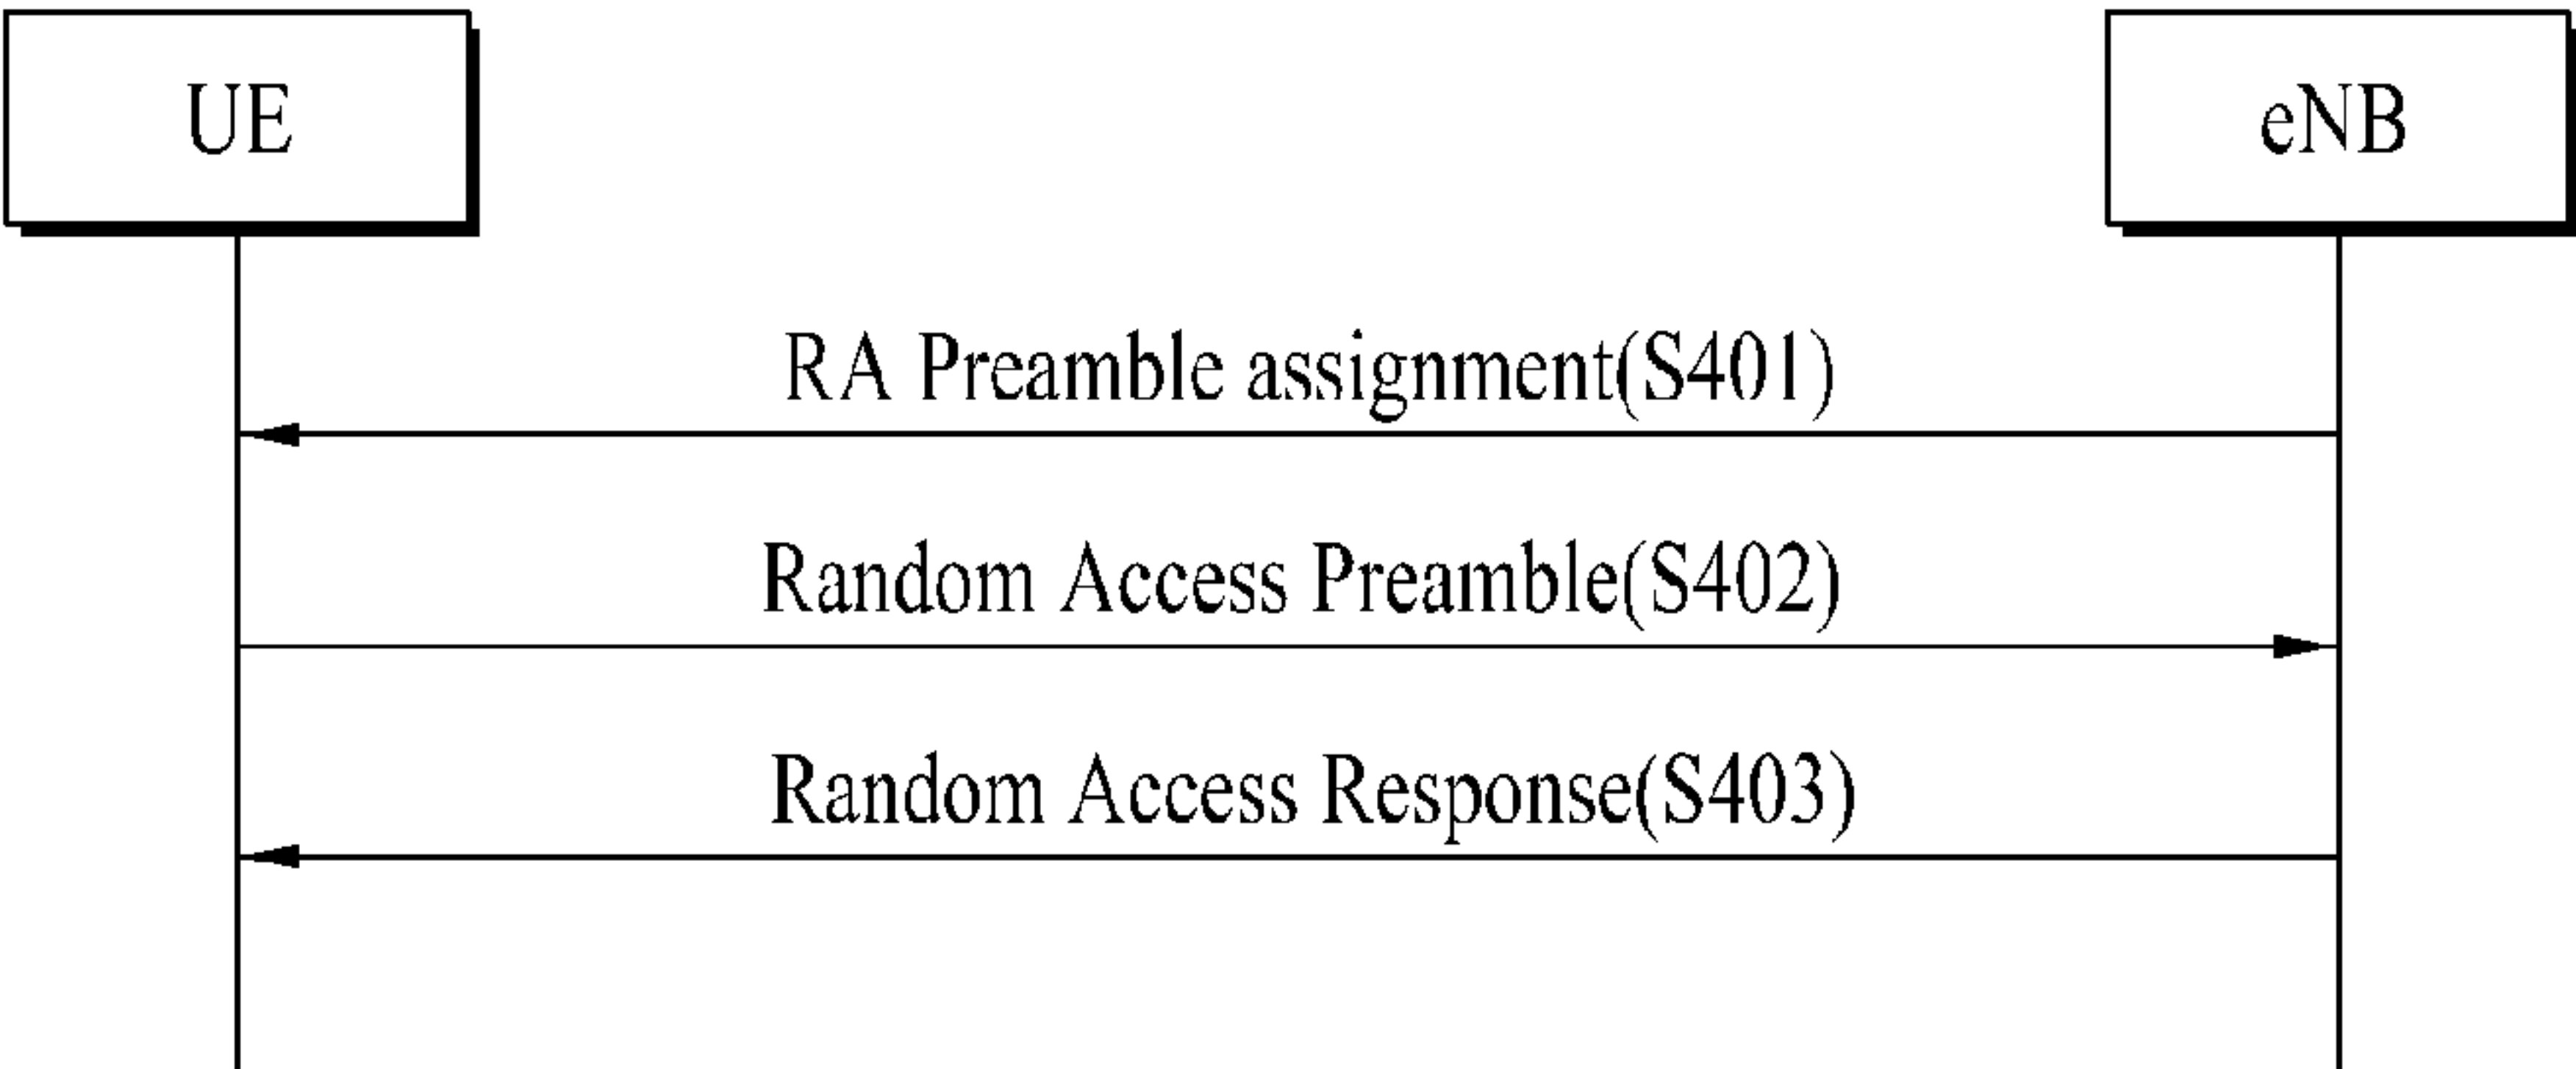 UE
eNB
RA Preamble assignment(S401)
Random Access Preamble(S402)
Random Access Response(S403)